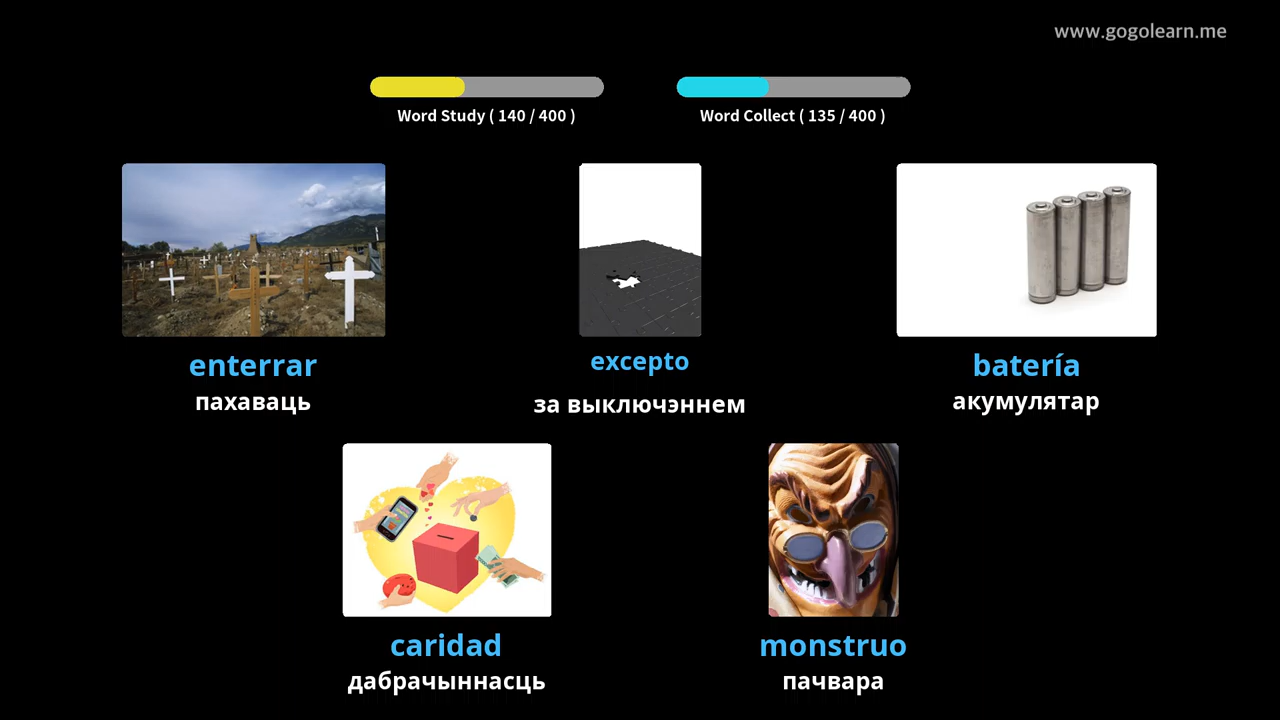 www.gogolearn.me
Word Study ( 140 / 400 )
Word Collect ( 135 / 400 )
enterrar
пахаваць
excepto
за выключэннем
batería
акумулятар
caridad
дабрачыннасць
monstruo
пачвара